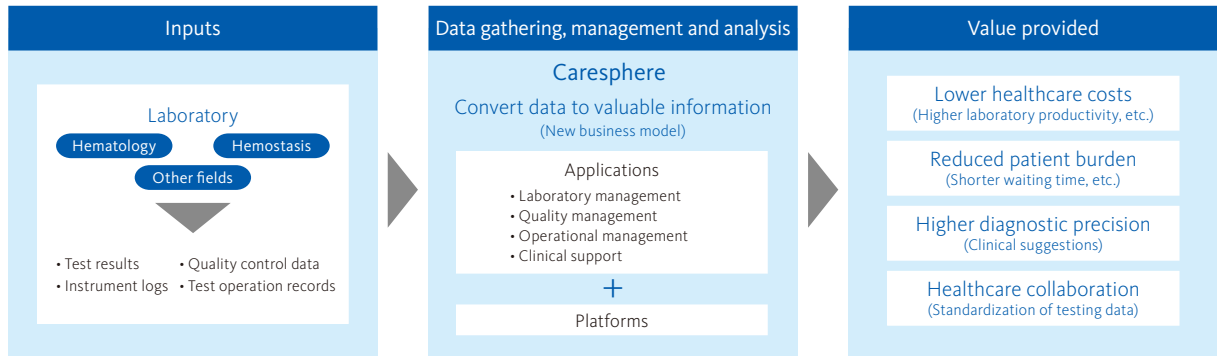 Inputs
Laboratory
Hematology
Hemostasis
Other fields
• Test results
• Quality control data
• Instrument logs
• Test operation records
Data gathering, management and analysis
Caresphere
Convert data to valuable information
(New business model)
Applications
• Laboratory management
• Quality management
• Operational management
• Clinical support
+
Platforms
Value provided
Lower healthcare costs
(Higher laboratory productivity, etc.)
Reduced patient burden
(Shorter waiting time, etc.)
Higher diagnostic precision
(Clinical suggestions)
Healthcare collaboration
(Standardization of testing data)